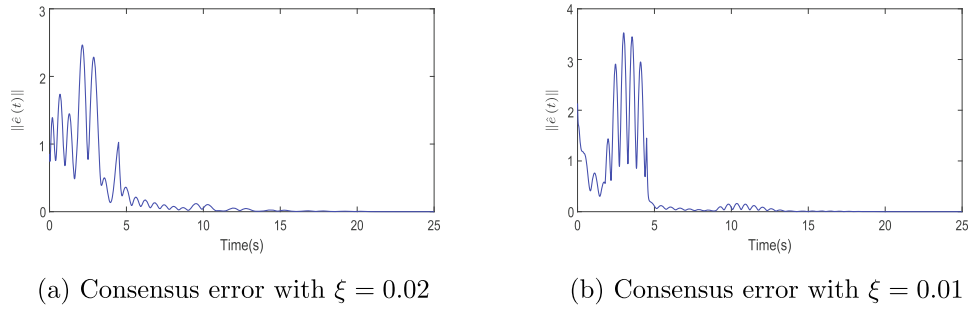 3
2
1
0
‖ê (t)‖
0 5 10 15 20 25
Time(s)
(a) Consensus error with ξ = 0.02
4
3
2
1
0
‖ê (t)‖
0 5 10 15 20 25
Time(s)
(b) Consensus error with ξ = 0.01